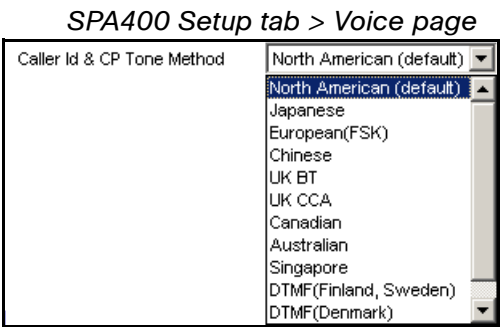 SPA400 Setup tab > Voice page
Caller Id & CP Tone Method North American (default)
North American (default)
Japanese
European(FSK)
Chinese
UK BT
UK CCA
Canadian
Australian
Singapore
DTMF(Finland, Sweden)
DTMF(Denmark)